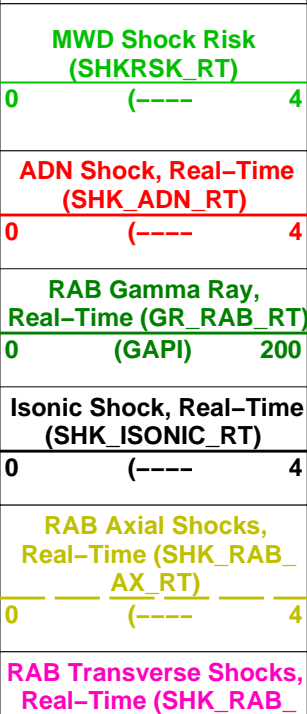 MWD Shock Risk
(SHKRSK_RT)
0 (−−−− 4
ADN Shock, Real−Time
(SHK_ADN_RT)
0 (−−−− 4
RAB Gamma Ray,
Real−Time (GR_RAB_RT)
0 (GAPI) 200
Isonic Shock, Real−Time
(SHK_ISONIC_RT)
0 (−−−− 4
RAB Axial Shocks,
Real−Time (SHK_RAB_
AX_RT)
0 (−−−− 4
RAB Transverse Shocks,
Real−Time (SHK_RAB_